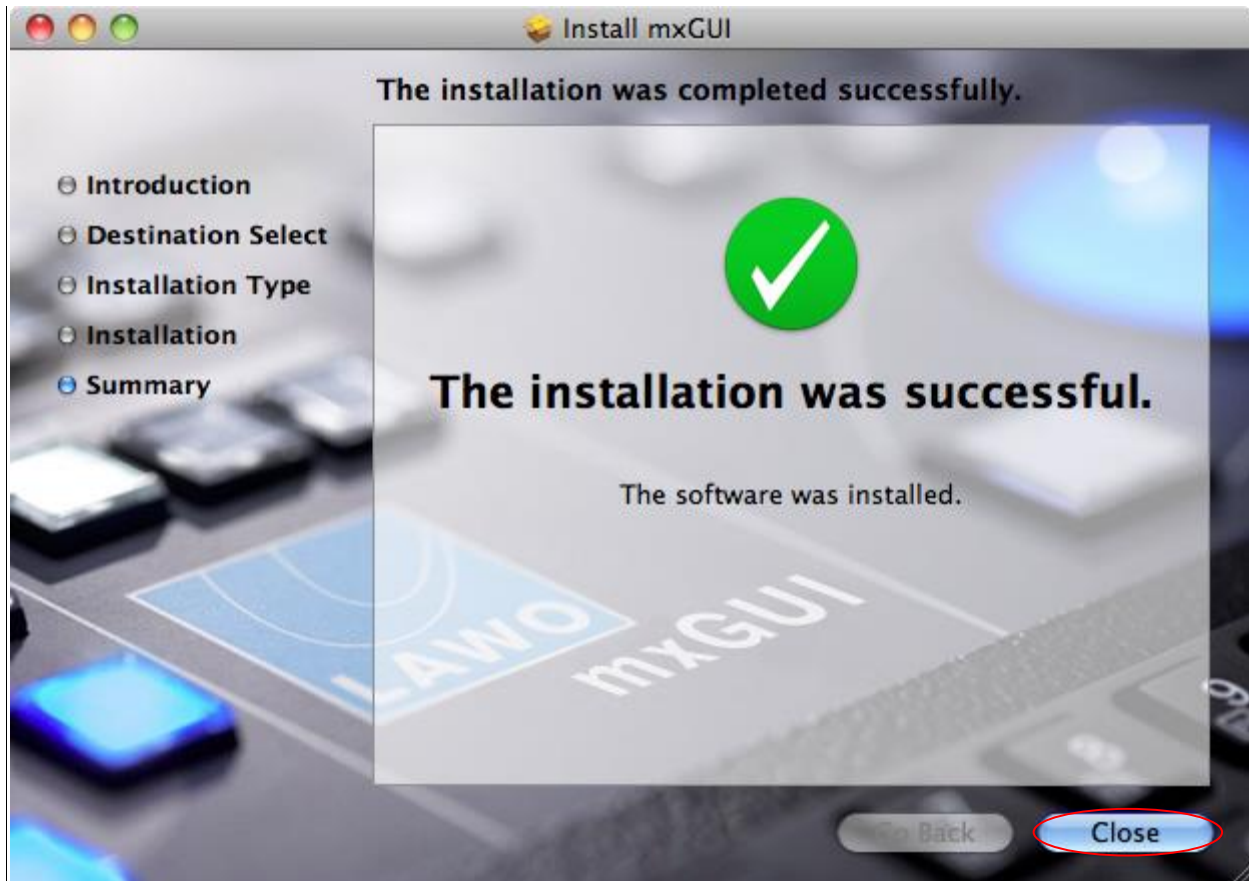 Install mxGUI
The installation was completed successfully.
Introduction
Destination Select
Installation Type
Installation
Summary
The installation was successful.
The software was installed.
LAWO
mxGUI
Go Back
Close